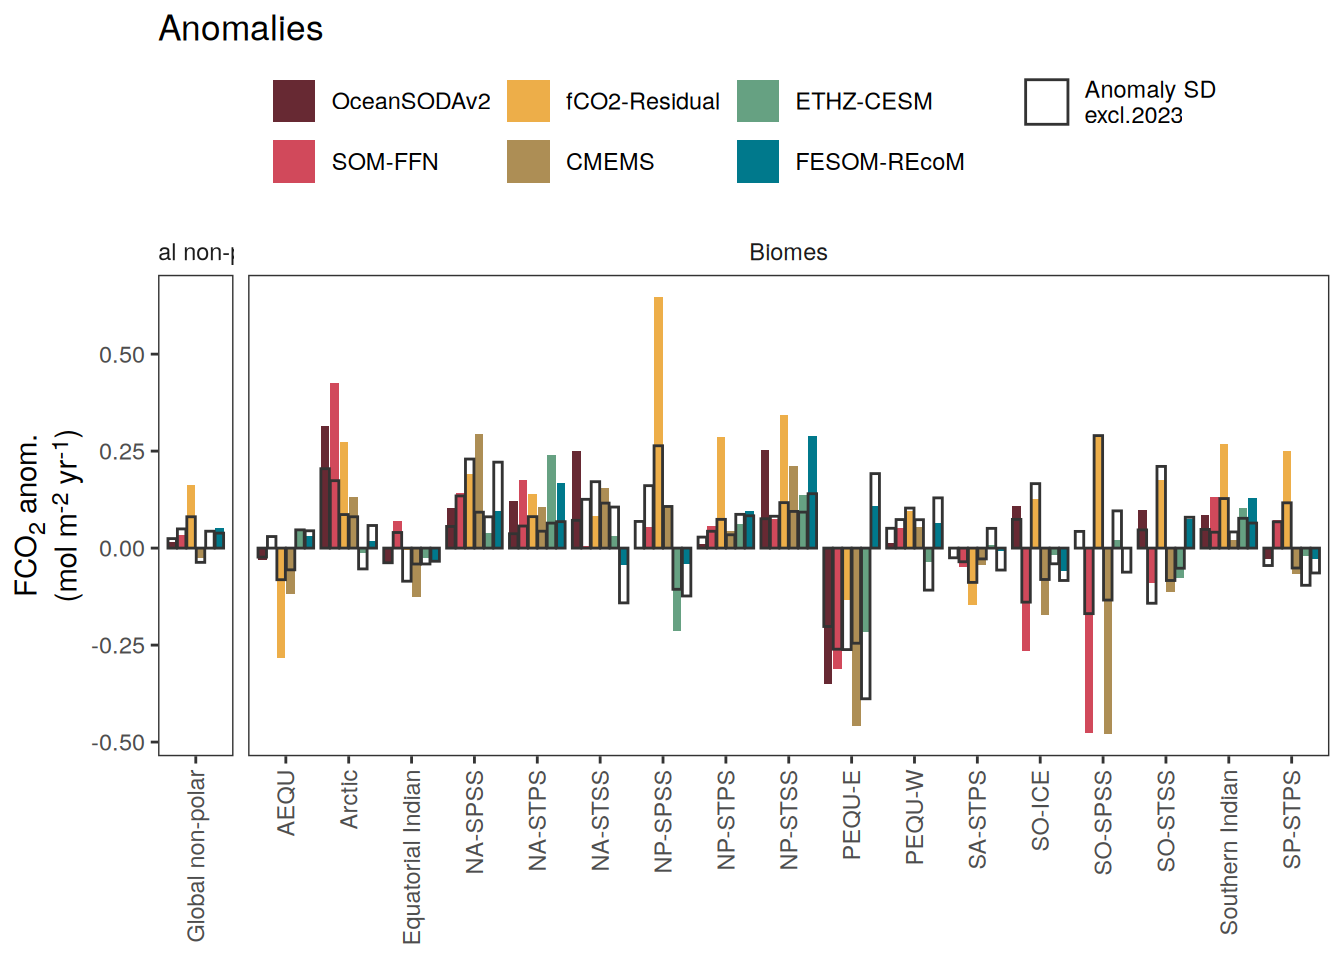 Anomalies
OceanSODAv2
fCO2-Residual
ETHZ-CESM
Anomaly SD
excl.2023
SOM-FFN
CMEMS
FESOM-REcoM
al non-p
Biomes
FCO2 anom.
(mol m-2 yr-1)
0.50
0.25
0.00
-0.25
-0.50
Global non-polar
AEQU
Arctic
Equatorial Indian
NA-SPSS
NA-STPS
NA-STSS
NP-SPSS
NP-STPS
NP-STSS
PEQU-E
PEQU-W
SA-STPS
SO-ICE
SO-SPSS
SO-STSS
Southern Indian
SP-STPS